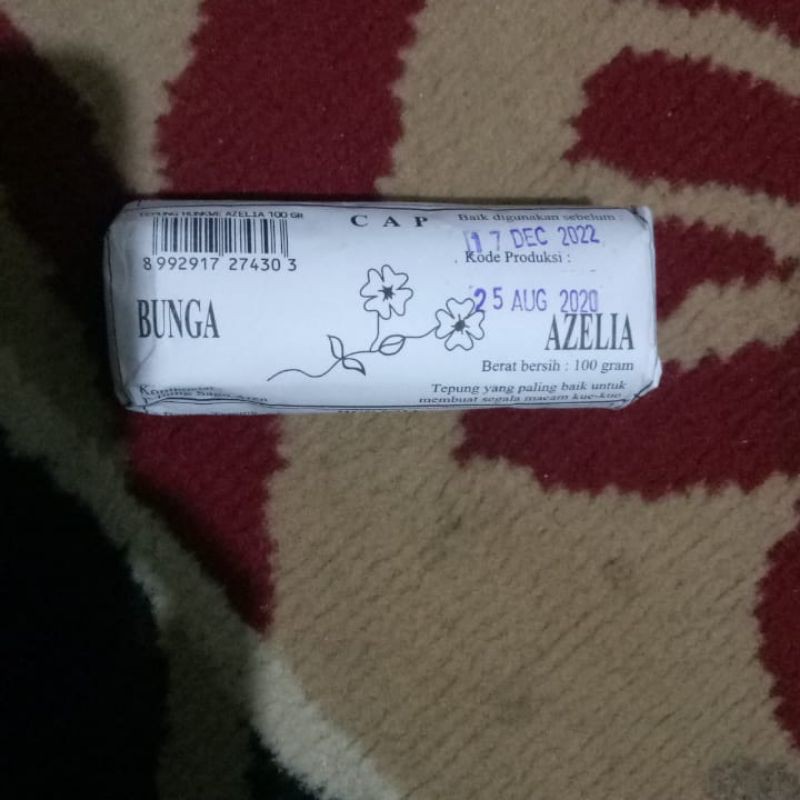 TEPUNG HUNKWE AZELIA 100 GR
8 992917 27430 3
CAP
Baik digunakan sebelum :
17 DEC 2022
Kode Produksi :
25 AUG 2020
BUNGA
AZELIA
Berat bersih : 100 gram
Tepung yang paling baik untuk
membuat segala macam kue-kue